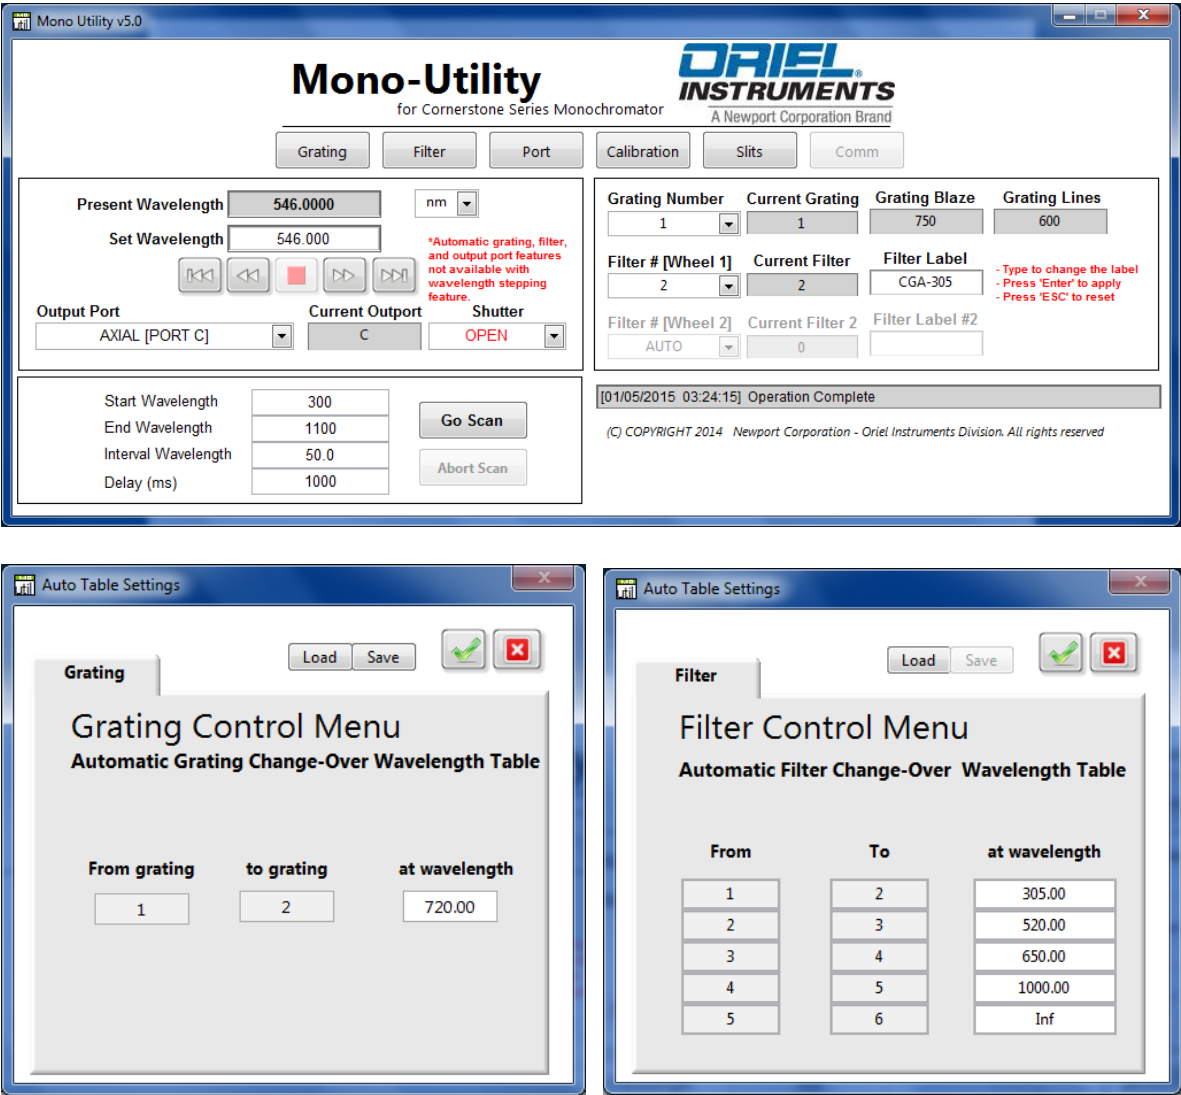 Mono Utility v5.0
Mono-Utility
for Cornerstone Series Monochromator
ORIEL®
INSTRUMENTS
A Newport Corporation Brand
Grating Filter Port Calibration Slits Comm
Present Wavelength 546.0000 nm
Set Wavelength 546.000
*Automatic grating, filter,
and output port features
not available with
wavelength stepping
feature.
Output Port Current Outport Shutter
AXIAL [PORT C] C OPEN
Grating Number Current Grating Grating Blaze Grating Lines
1 1 750 600
Filter # [Wheel 1] Current Filter Filter Label
2 2 CGA-305
- Type to change the label
- Press 'Enter' to apply
- Press 'ESC' to reset
Filter # [Wheel 2] Current Filter 2 Filter Label #2
AUTO 0
Start Wavelength 300
End Wavelength 1100
Interval Wavelength 50.0
Delay (ms) 1000
Go Scan
Abort Scan
[01/05/2015 03:24:15] Operation Complete
(C) COPYRIGHT 2014 Newport Corporation - Oriel Instruments Division. All rights reserved
util Auto Table Settings
Load Save
Grating
Grating Control Menu
Automatic Grating Change-Over Wavelength Table
From grating to grating at wavelength
1 2 720.00
util Auto Table Settings
Load Save
Filter
Filter Control Menu
Automatic Filter Change-Over Wavelength Table
From To at wavelength
1 2 305.00
2 3 520.00
3 4 650.00
4 5 1000.00
5 6 Inf